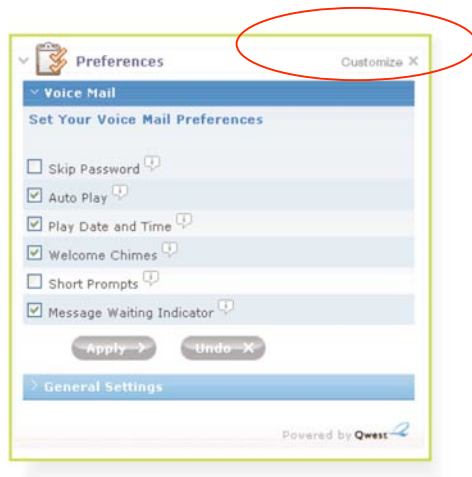 Preferences Customize X
Voice Mail
Set Your Voice Mail Preferences
Skip Password
Auto Play
Play Date and Time
Welcome Chimes
Short Prompts
Message Waiting Indicator
Apply > Undo X
> General Settings
Powered by Qwest